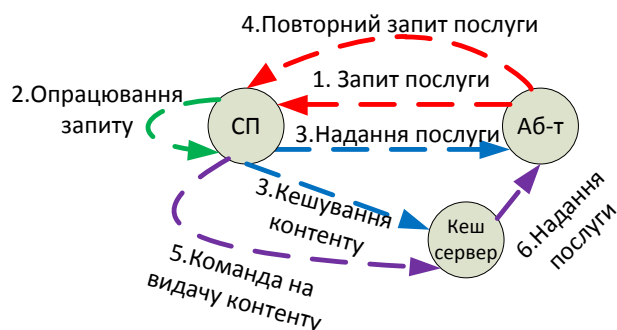 4.Повторний запит послуги
1. Запит послуги
2.Опрацювання
запиту
СП
3.Надання послуги
Аб-т
3.Кешування
контенту
Кеш
сервер
6.Надання
послуги
5.Команда на
видачу контенту